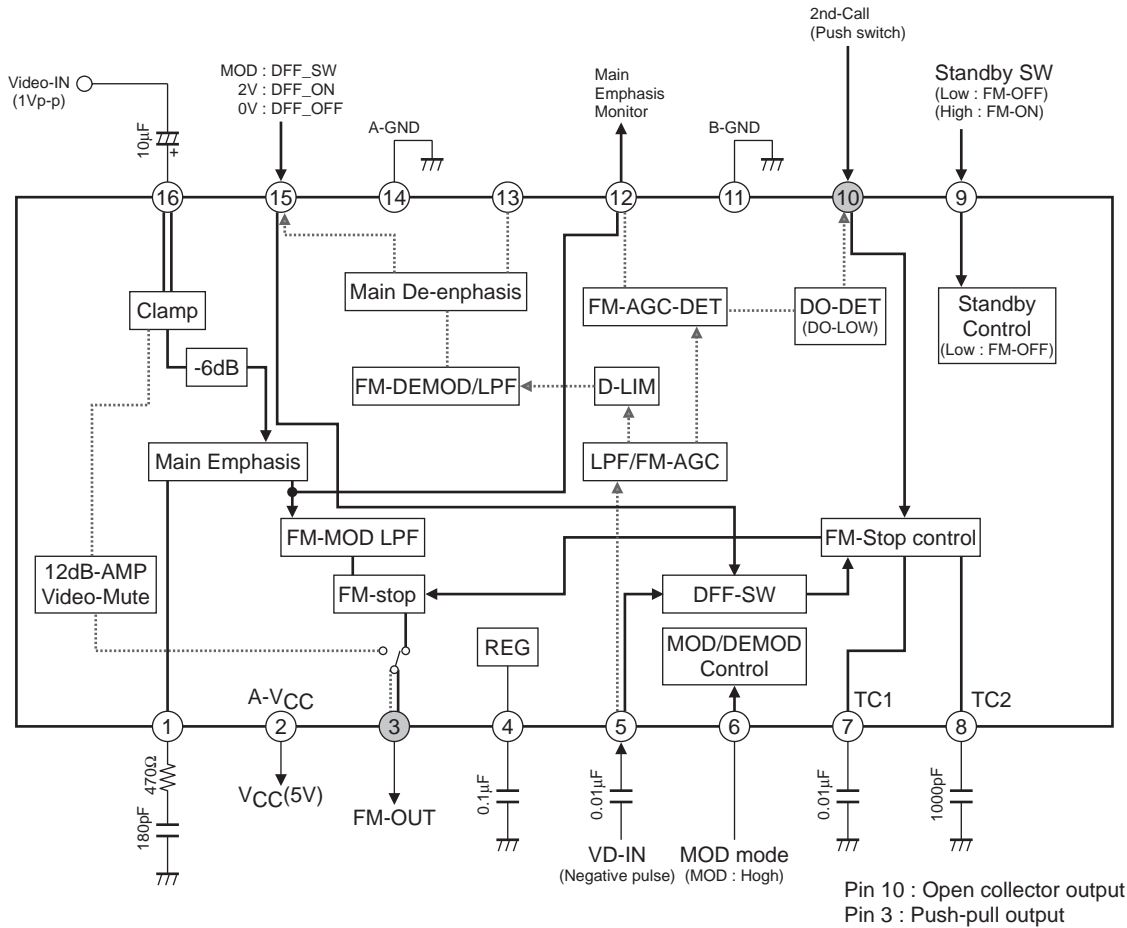 2nd-Call
(Push switch)
Video-IN
(1Vp-p)
MOD : DFF_SW
2V : DFF_ON
0V : DFF_OFF
Main
Emphasis
Monitor
Standby SW
(Low : FM-OFF)
(High : FM-ON)
10μF
+
A-GND
B-GND
16
15
14
13
12
11
10
9
Clamp
Main De-enphasis
FM-AGC-DET
DO-DET
(DO-LOW)
Standby
Control
(Low : FM-OFF)
-6dB
FM-DEMOD/LPF
D-LIM
Main Emphasis
LPF/FM-AGC
FM-MOD LPF
FM-Stop control
12dB-AMP
Video-Mute
FM-stop
DFF-SW
REG
MOD/DEMOD
Control
A-VCC
TC1
TC2
1
2
3
4
5
6
7
8
470Ω
180pF
VCC(5V)
FM-OUT
0.1μF
0.01μF
VD-IN
(Negative pulse)
MOD mode
(MOD : Hogh)
0.01μF
1000pF
Pin 10 : Open collector output
Pin 3 : Push-pull output